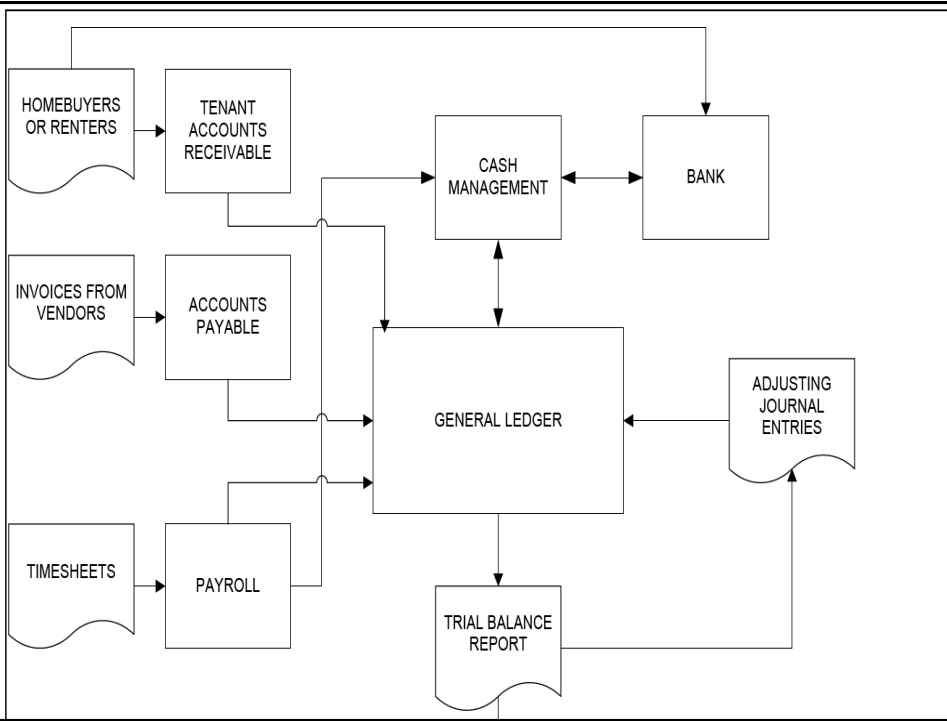 HOMEBUYERS
OR RENTERS
TENANT
ACCOUNTS
RECEIVABLE
CASH
MANAGEMENT
BANK
INVOICES FROM
VENDORS
ACCOUNTS
PAYABLE
GENERAL LEDGER
ADJUSTING
JOURNAL
ENTRIES
TIMESHEETS
PAYROLL
TRIAL BALANCE
REPORT